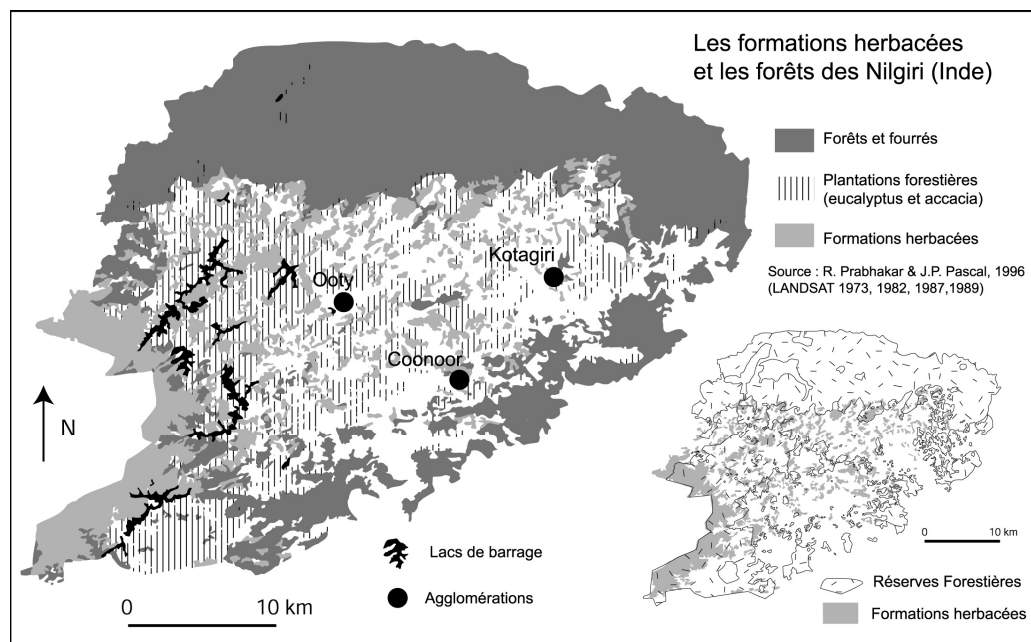 Les formations herbacées
et les forêts des Nilgiri (Inde)
Forêts et fourrés
Plantations forestières
(eucalyptus et accacia)
Formations herbacées
Source : R. Prabhakar & J.P. Pascal, 1996
(LANDSAT 1973, 1982, 1987,1989)
Kotagiri
Ooty
Coonoor
N
Lacs de barrage
Agglomérations
0 10 km
0 10 km
Réserves Forestières
Formations herbacées